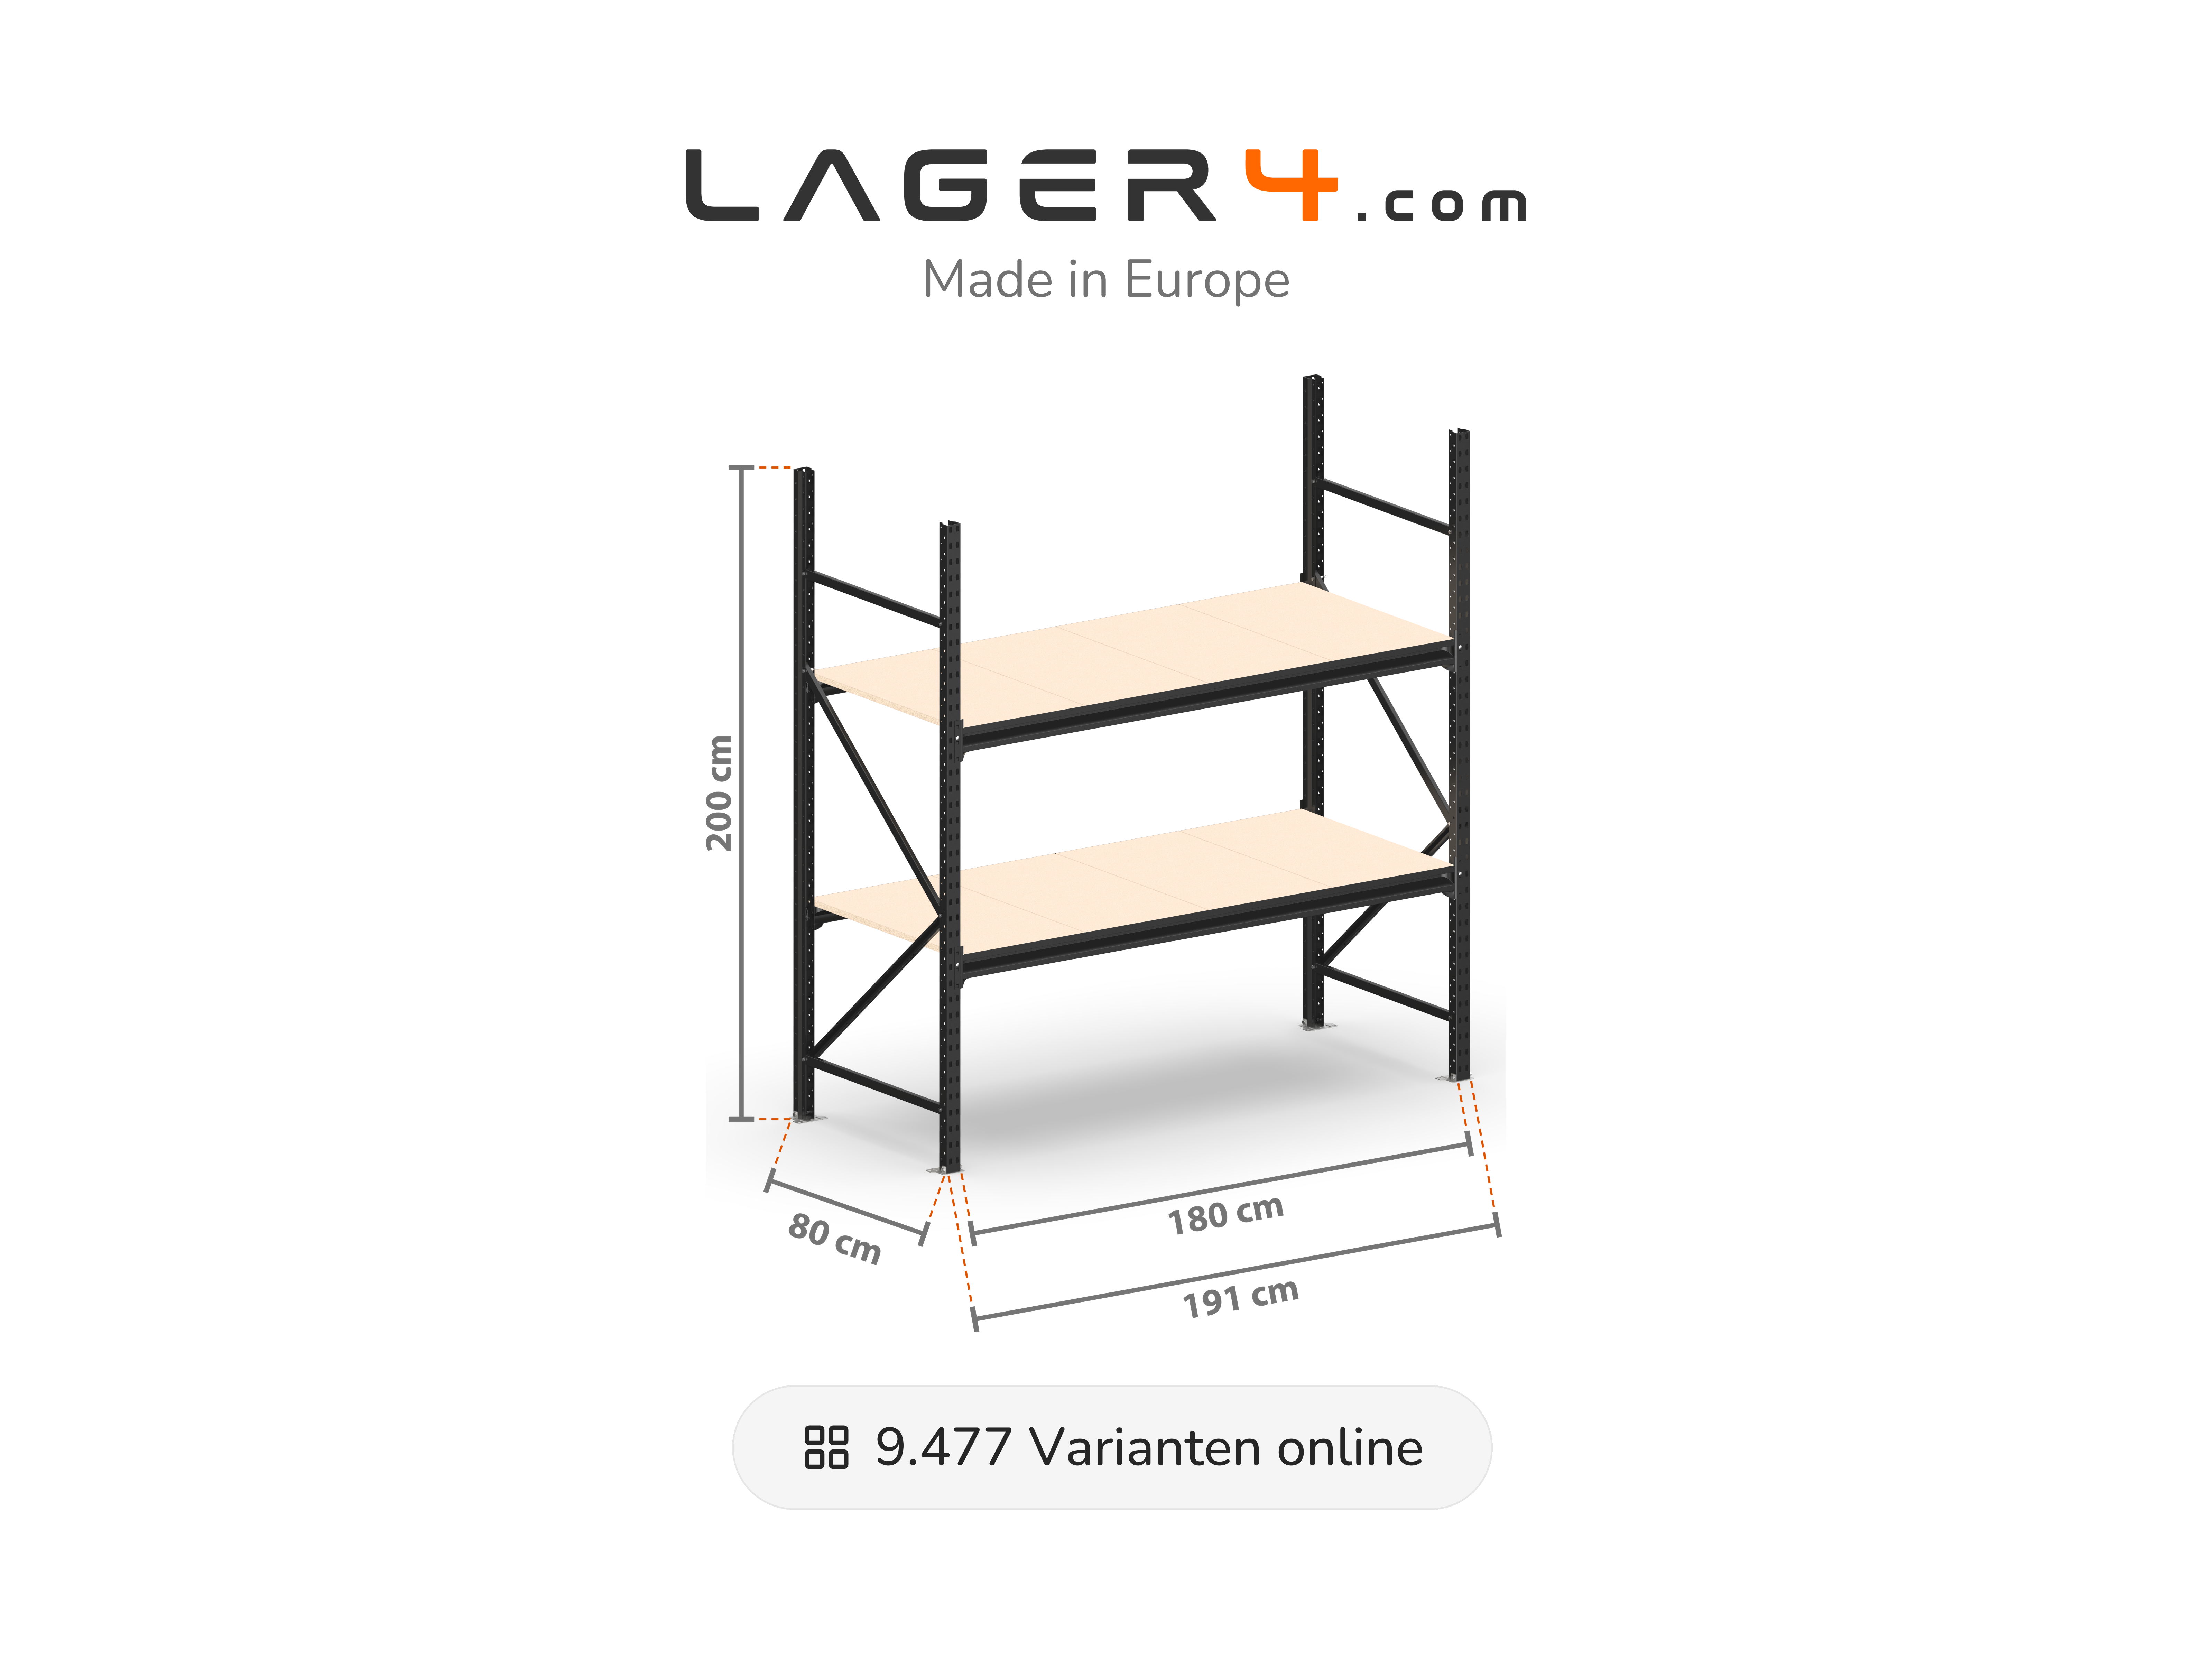 LAGER4.com
Made in Europe
200 cm
80 cm
180 cm
191 cm
9.477 Varianten online